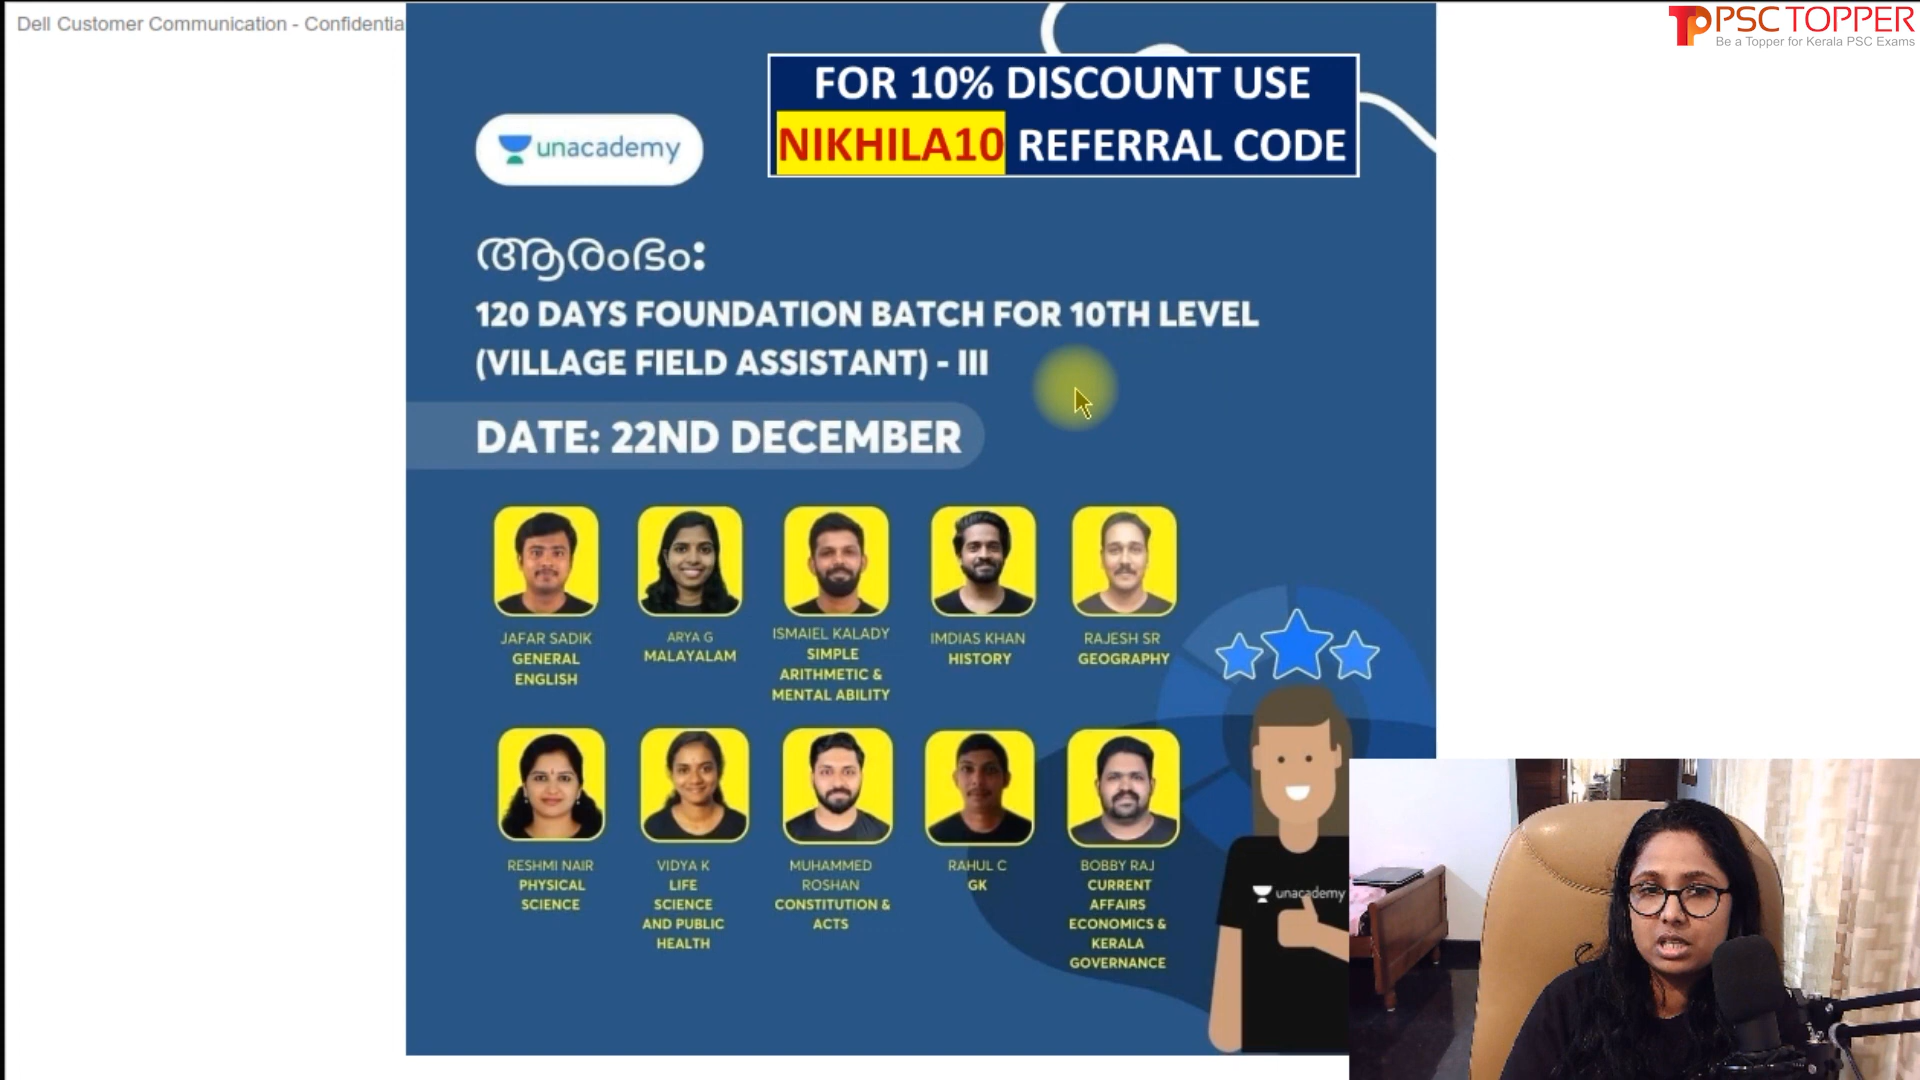 Dell Customer Communication - Confidentia
PSC TOPPER
Be a Topper for Kerala PSC Exams
FOR 10% DISCOUNT USE
NIKHILA10 REFERRAL CODE
unacademy
ആരംഭം:
120 DAYS FOUNDATION BATCH FOR 10TH LEVEL
(VILLAGE FIELD ASSISTANT) - III
DATE: 22ND DECEMBER
JAFAR SADIK
GENERAL
ENGLISH
ARYA G
MALAYALAM
ISMAIEL KALADY
SIMPLE
ARITHMETIC &
MENTAL ABILITY
IMDIAS KHAN
HISTORY
RAJESH SR
GEOGRAPHY
RESHMI NAIR
PHYSICAL
SCIENCE
VIDYA K
LIFE
SCIENCE
AND PUBLIC
HEALTH
MUHAMMED
ROSHAN
CONSTITUTION &
ACTS
RAHUL C
GK
BOBBY RAJ
CURRENT
AFFAIRS
ECONOMICS &
KERALA
GOVERNANCE
unacademy